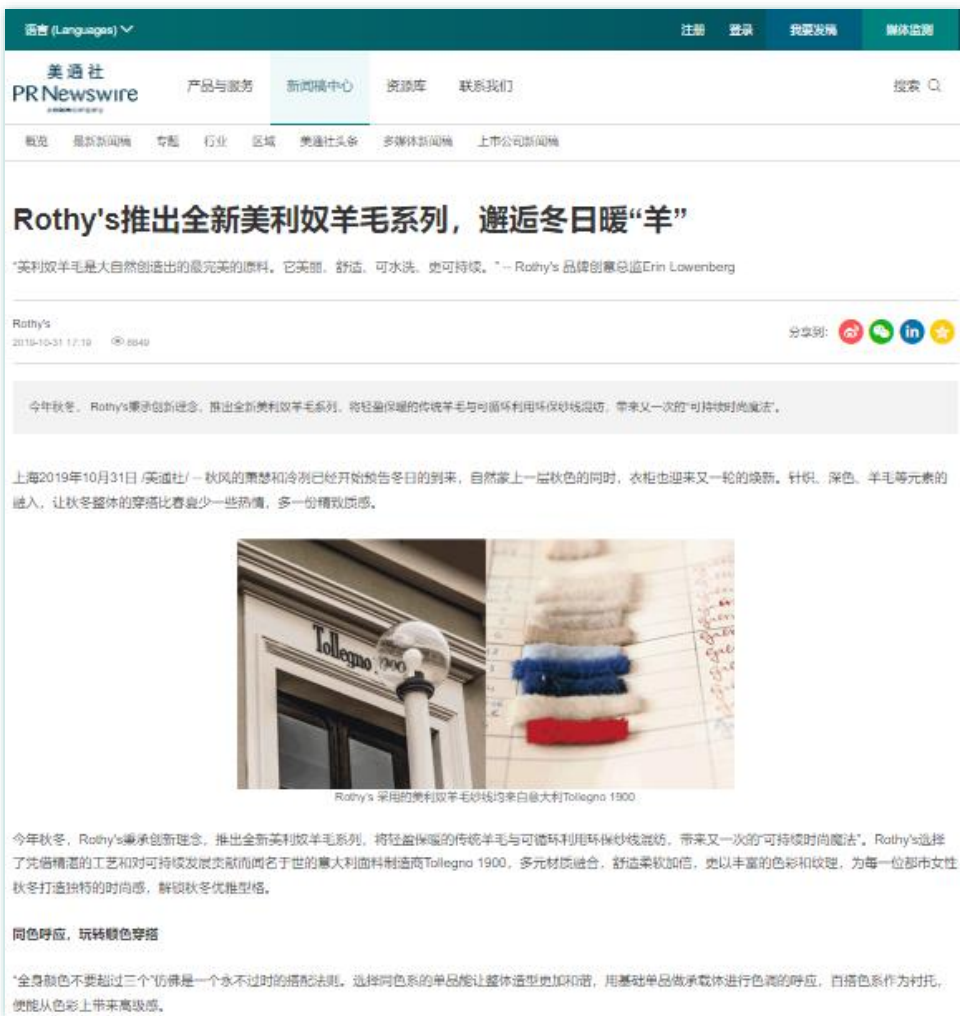 语言 (Languages)
注册 登录 我要发稿 媒体监测
美通社
PR Newswire
产品与服务 新闻稿中心 资源库 联系我们
搜索
概览 最新新闻稿 专题 行业 区域 美通社头条 多媒体新闻稿 上市公司新闻稿
Rothy's推出全新美利奴羊毛系列，邂逅冬日暖“羊”
“美利奴羊毛是大自然创造出的最完美的原料。它美丽、舒适、可水洗、更可持续。” -- Rothy's 品牌创意总监Erin Lowenberg
Rothy's
2019-10-31 17:19 8849
分享到:
今年秋冬， Rothy's秉承创新理念，推出全新美利奴羊毛系列，将轻盈保暖的传统羊毛与可循环利用环保纱线混纺，带来又一次的“可持续时尚魔法”。
上海2019年10月31日 /美通社/ -- 秋风的萧瑟和冷冽已经开始预告冬日的到来，自然蒙上一层秋色的同时，衣柜也迎来又一轮的焕新。针织、深色、羊毛等元素的
融入，让秋冬整体的穿搭比春夏少一些热情，多一份精致质感。
Tollegno 1900
Rothy's 采用的美利奴羊毛纱线均来自意大利Tollegno 1900
今年秋冬，Rothy's秉承创新理念，推出全新美利奴羊毛系列，将轻盈保暖的传统羊毛与可循环利用环保纱线混纺，带来又一次的“可持续时尚魔法”。Rothy's选择
了凭借精湛的工艺和对可持续发展贡献而闻名于世的意大利面料制造商Tollegno 1900，多元材质融合，舒适柔软加倍，更以丰富的色彩和纹理，为每一位都市女性
秋冬打造独特的时尚感，解锁秋冬优雅型格。
同色呼应，玩转顺色穿搭
“全身颜色不要超过三个”仿佛是一个永不过时的搭配法则。选择同色系的单品能让整体造型更加和谐，用基础单品做承载体进行色调的呼应，百搭色系作为衬托，
便能从色彩上带来高级感。